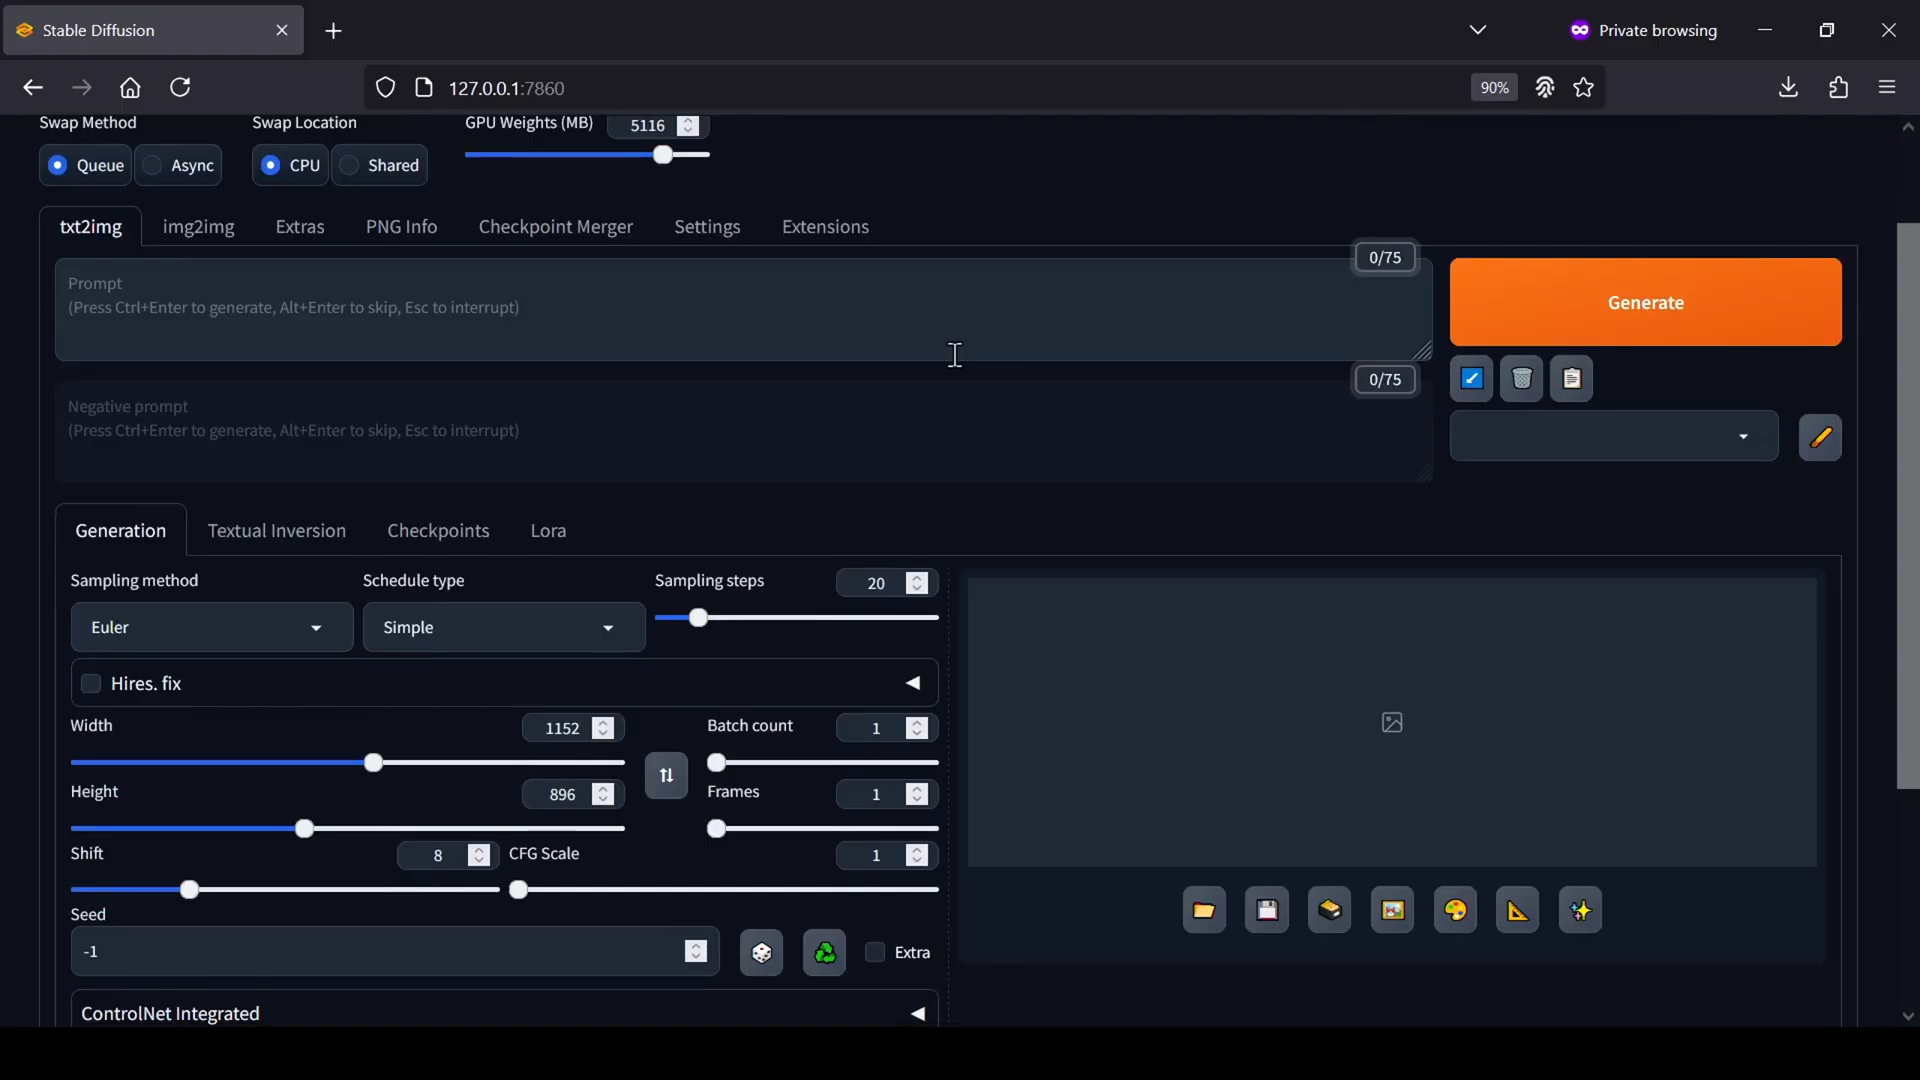 Stable Diffusion
Private browsing
127.0.0.1:7860
90%
Swap Method
Swap Location
GPU Weights (MB)
5116
Queue
Async
CPU
Shared
txt2img
img2img
Extras
PNG Info
Checkpoint Merger
Settings
Extensions
0/75
Prompt
(Press Ctrl+Enter to generate, Alt+Enter to skip, Esc to interrupt)
Generate
0/75
Negative prompt
(Press Ctrl+Enter to generate, Alt+Enter to skip, Esc to interrupt)
Generation
Textual Inversion
Checkpoints
Lora
Sampling method
Schedule type
Sampling steps
20
Euler
Simple
Hires. fix
Width
1152
Batch count
1
Height
896
Frames
1
Shift
8
CFG Scale
1
Seed
-1
Extra
ControlNet Integrated